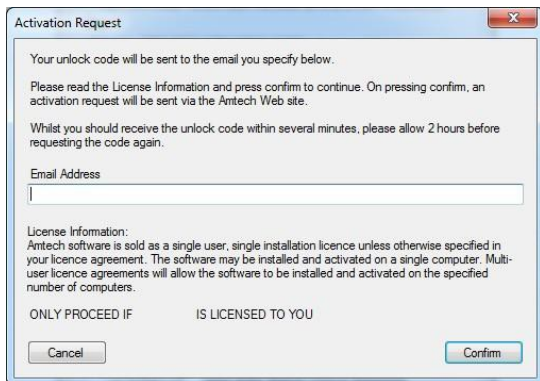 Activation Request
Your unlock code will be sent to the email you specify below.
Please read the License Information and press confirm to continue. On pressing confirm, an
activation request will be sent via the Amtech Web site.
Whilst you should receive the unlock code within several minutes, please allow 2 hours before
requesting the code again.
Email Address
License Information:
Amtech software is sold as a single user, single installation licence unless otherwise specified in
your licence agreement. The software may be installed and activated on a single computer. Multi-
user licence agreements will allow the software to be installed and activated on the specified
number of computers.
ONLY PROCEED IF IS LICENSED TO YOU
Cancel Confirm